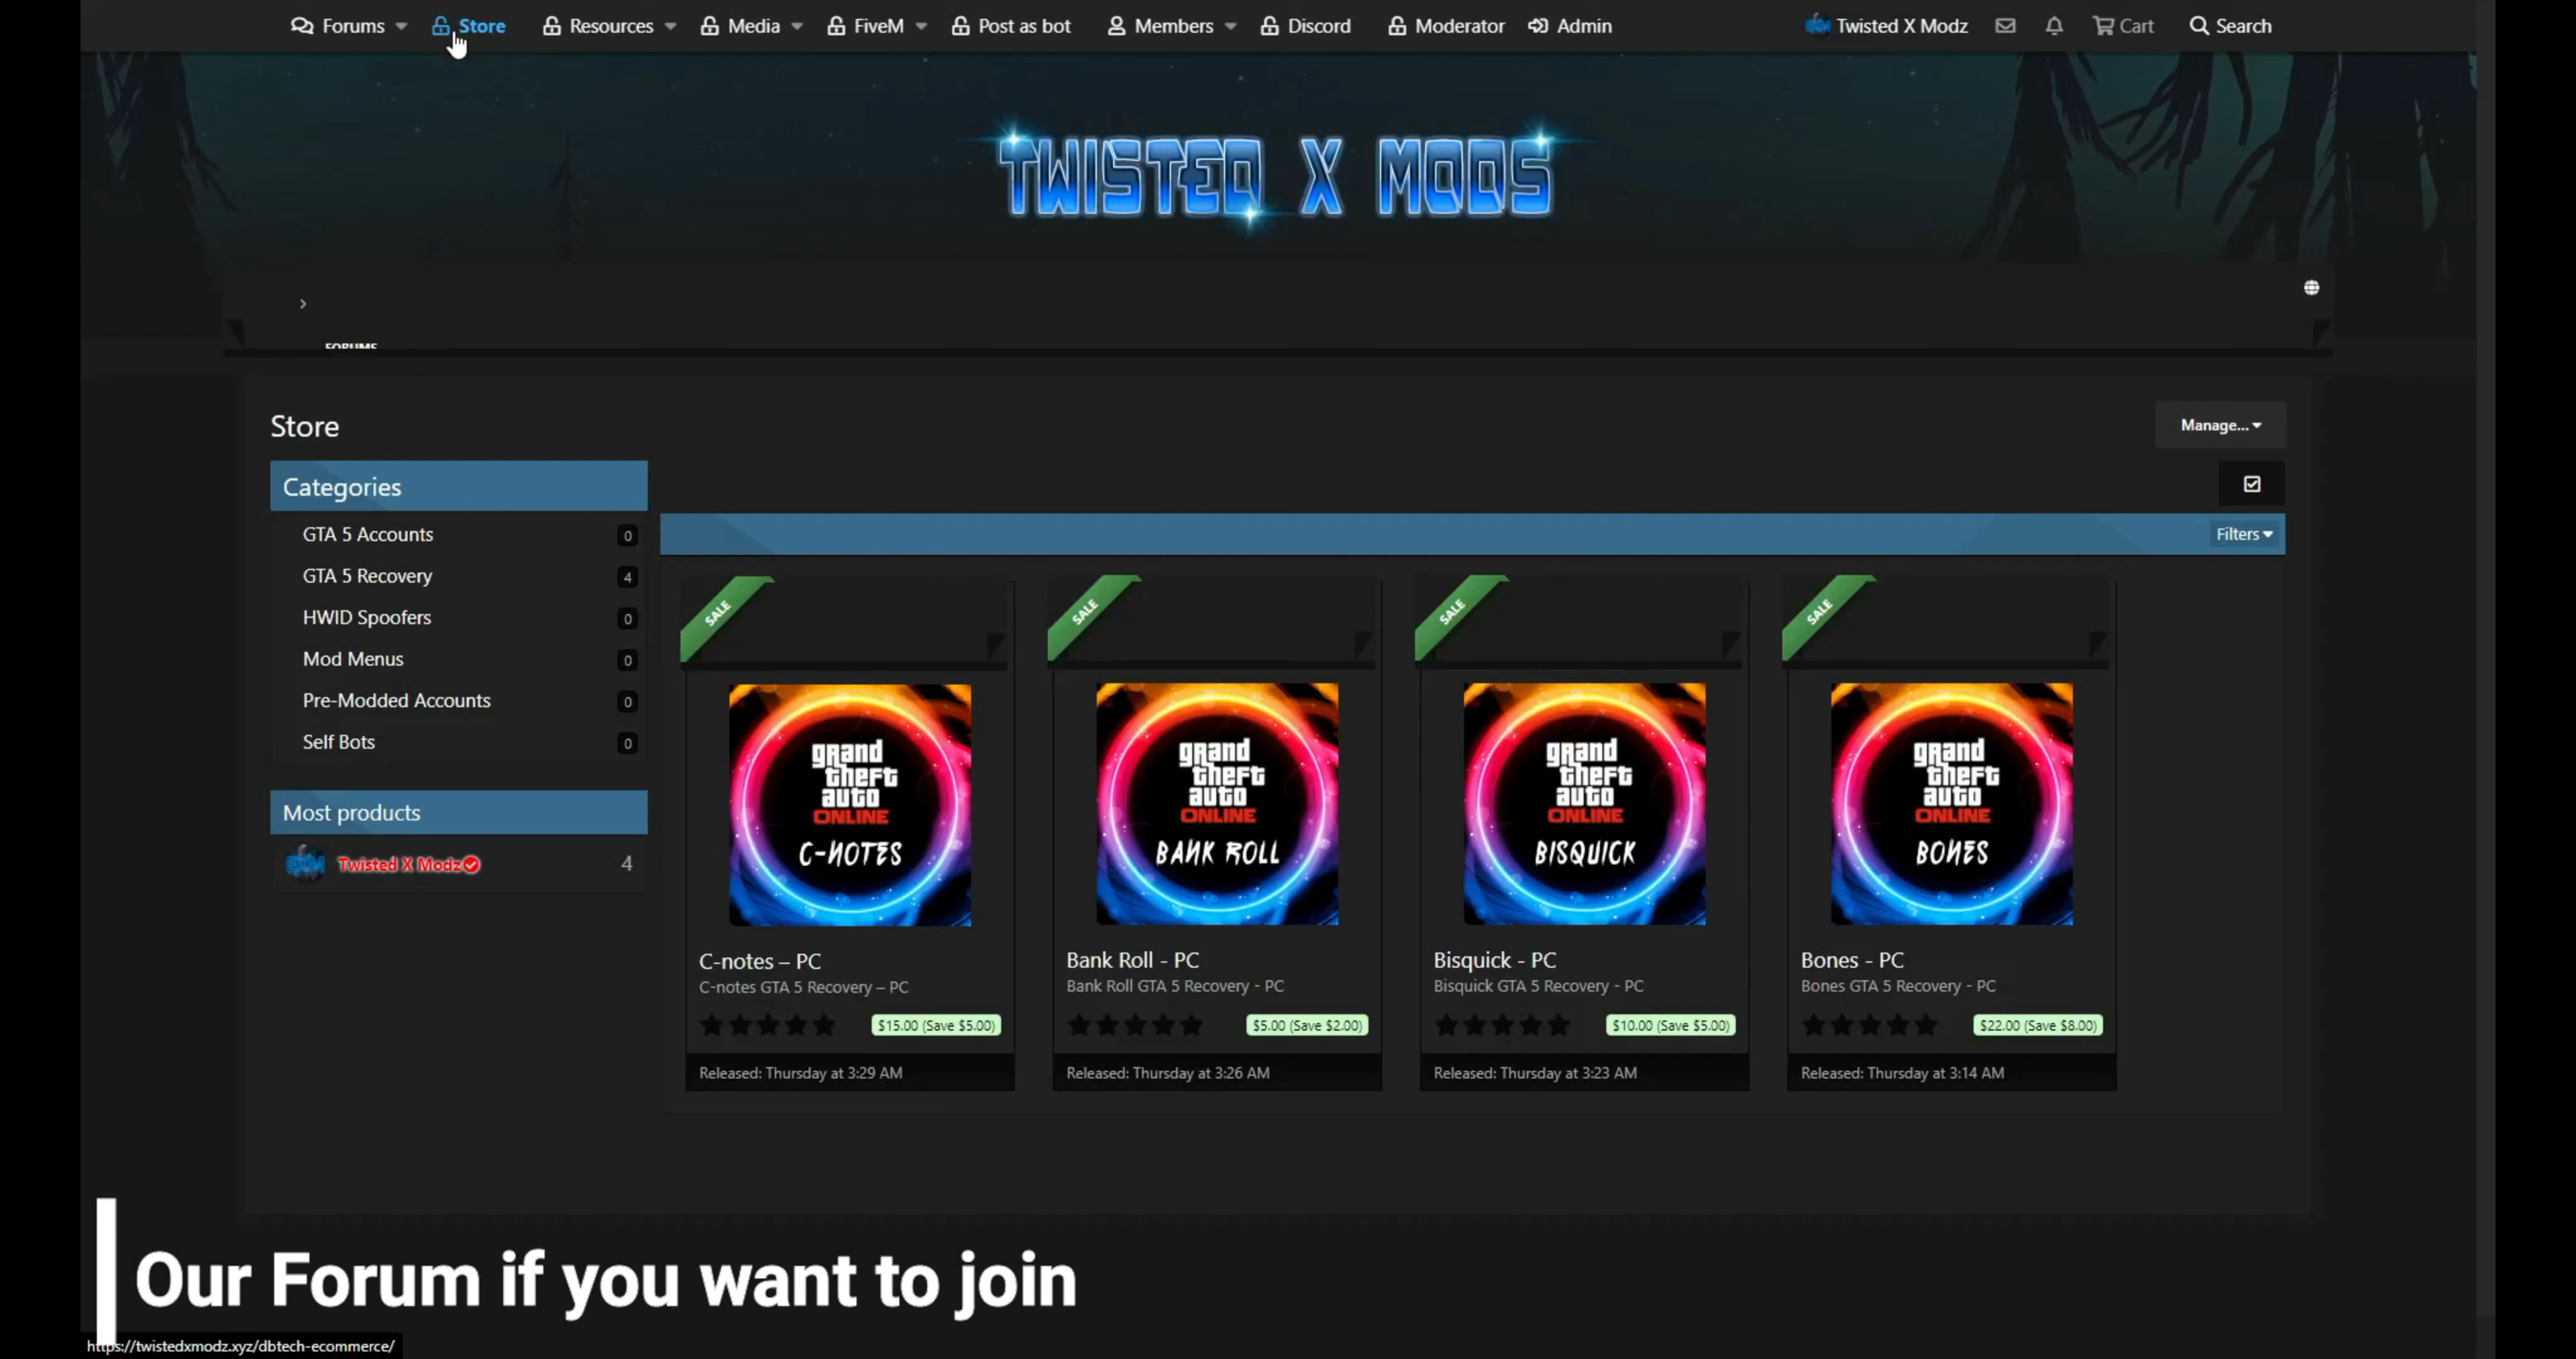 Forums Store Resources Media FiveM Post as bot Members Discord Moderator Admin Twisted X Modz Cart Search
TWISTED X MODS
FORUMS
Store
Manage...
Categories
GTA 5 Accounts 0
GTA 5 Recovery 4
HWID Spoofers 0
Mod Menus 0
Pre-Modded Accounts 0
Self Bots 0
Most products
Twisted X Modz 4
Filters
SALE SALE SALE SALE
grand theft auto ONLINE C-NOTES
grand theft auto ONLINE BANK ROLL
grand theft auto ONLINE BISQUICK
grand theft auto ONLINE BONES
C-notes – PC
C-notes GTA 5 Recovery – PC
$15.00 (Save $5.00)
Released: Thursday at 3:29 AM
Bank Roll - PC
Bank Roll GTA 5 Recovery - PC
$5.00 (Save $2.00)
Released: Thursday at 3:26 AM
Bisquick - PC
Bisquick GTA 5 Recovery - PC
$10.00 (Save $5.00)
Released: Thursday at 3:23 AM
Bones - PC
Bones GTA 5 Recovery - PC
$22.00 (Save $8.00)
Released: Thursday at 3:14 AM
Our Forum if you want to join
https://twistedxmodz.xyz/dbtech-ecommerce/